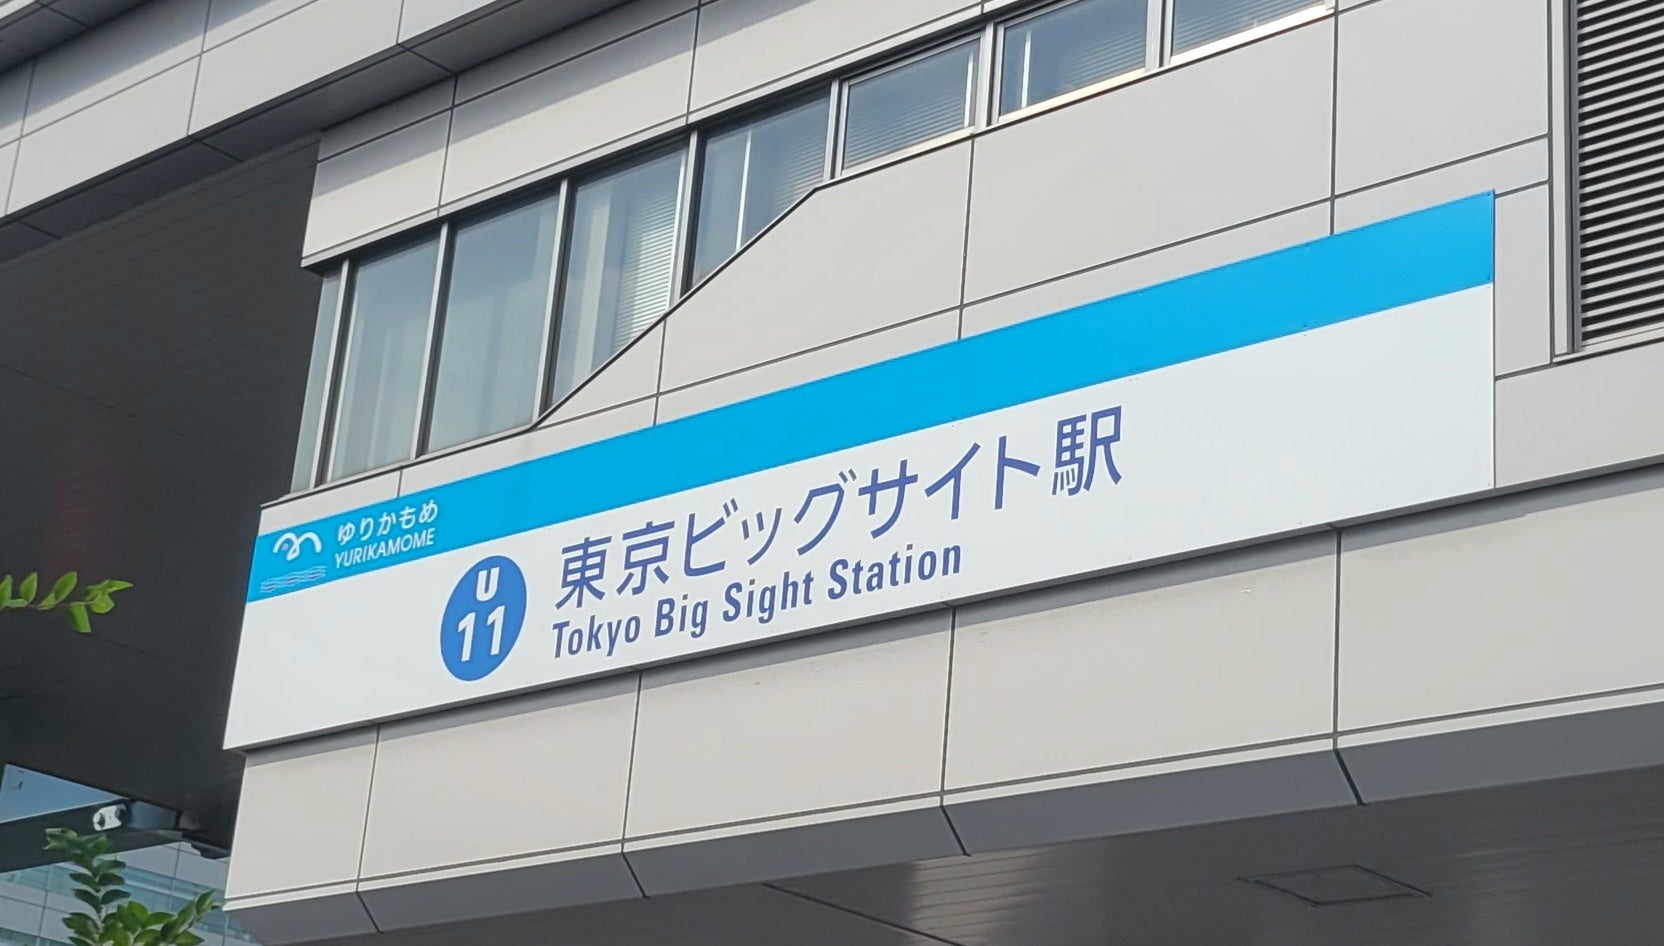 ゆりかもめ
YURIKAMOME
U
11
東京ビッグサイト駅
Tokyo Big Sight Station